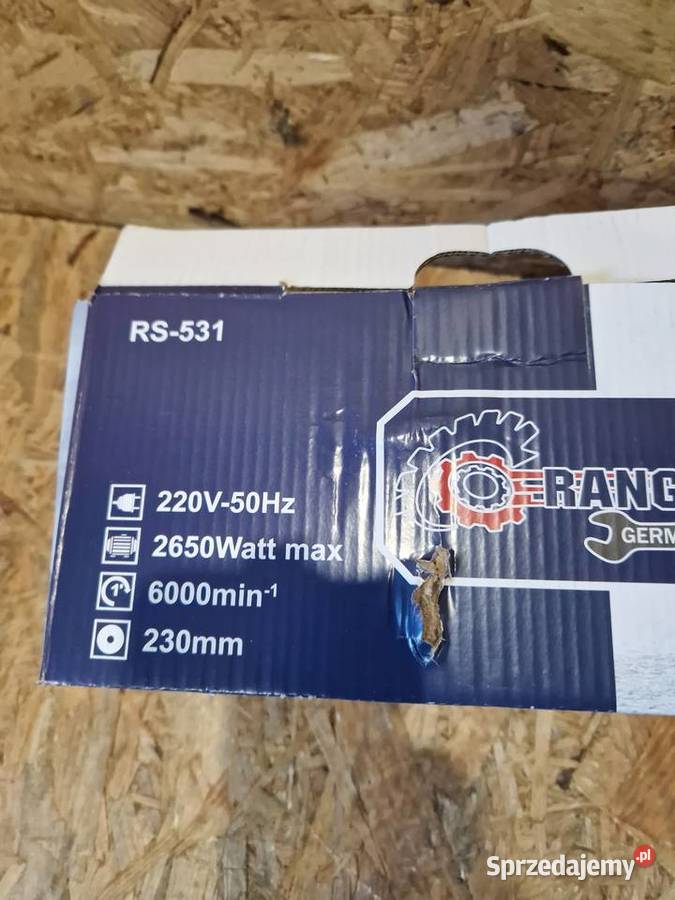 RS-531
220V-50Hz
2650Watt max
6000min⁻¹
230mm
RANG
GERM
Sprzedajemy.pl